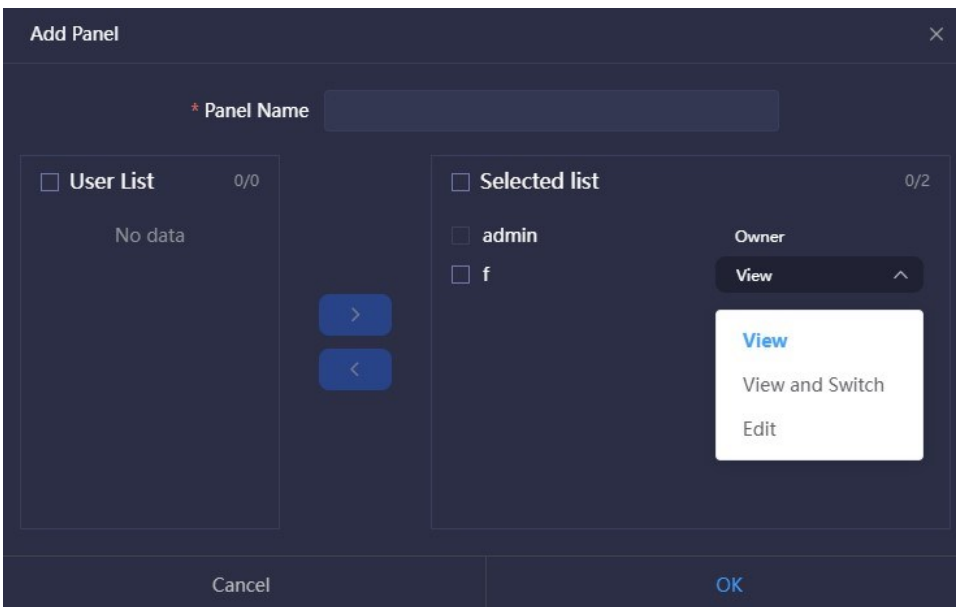 Add Panel
* Panel Name
User List 0/0
No data
Selected list 0/2
admin Owner
f View
View
View and Switch
Edit
Cancel
OK